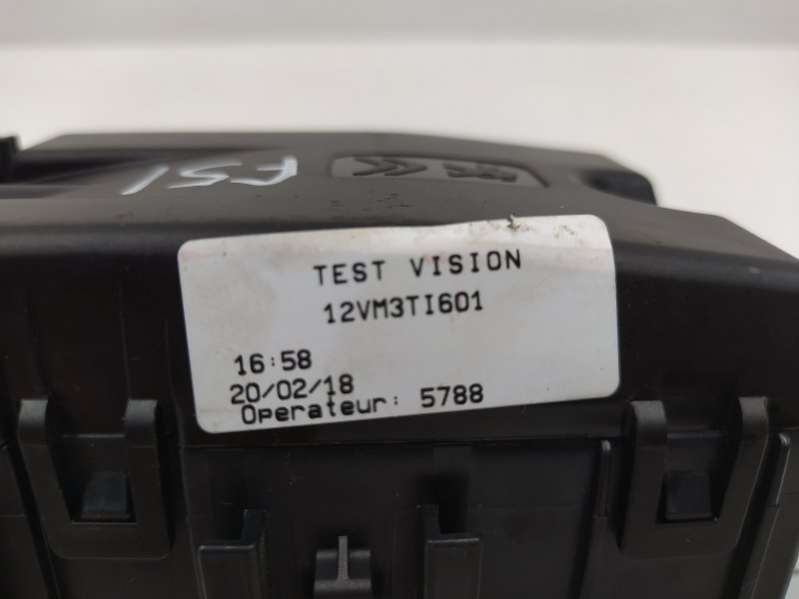 FSI
TEST VISION
12VM3TI601
16:58
20/02/18
Operateur: 5788